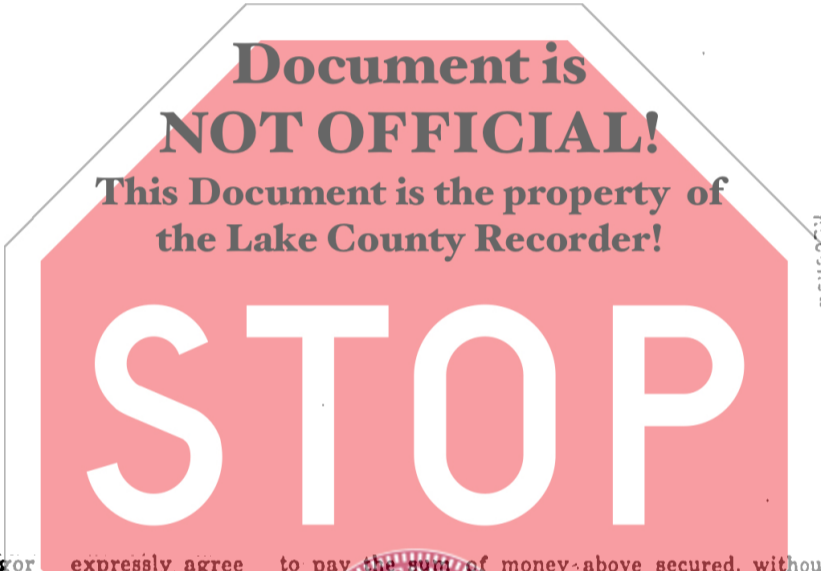 Document is
NOT OFFICIAL!
This Document is the property of
the Lake County Recorder!
STOP
expressly agree to pay the sum of money above secured, withou